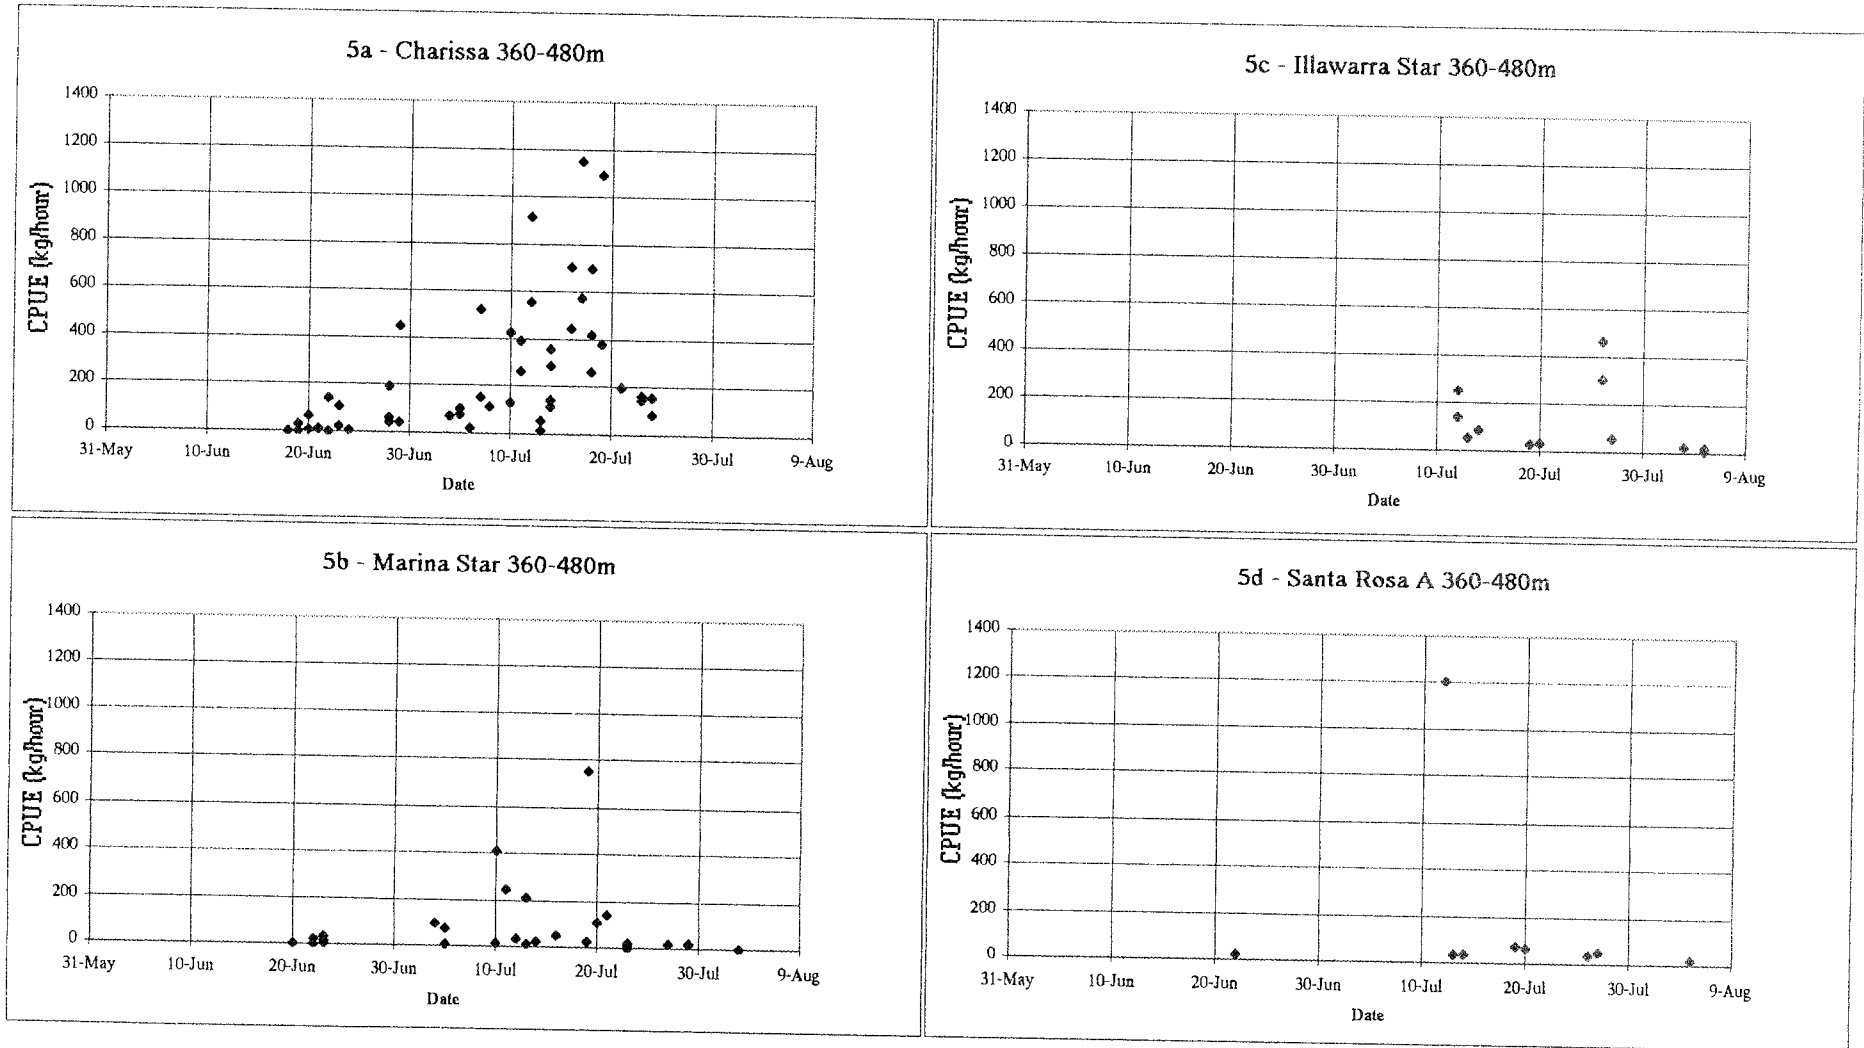 5a - Charissa 360-480m
CPUE (kg/hour)
1400
1200
1000
800
600
400
200
0
31-May 10-Jun 20-Jun 30-Jun 10-Jul 20-Jul 30-Jul 9-Aug
Date
5c - Illawarra Star 360-480m
CPUE (kg/hour)
1400
1200
1000
800
600
400
200
0
31-May 10-Jun 20-Jun 30-Jun 10-Jul 20-Jul 30-Jul 9-Aug
Date
5b - Marina Star 360-480m
CPUE (kg/hour)
1400
1200
1000
800
600
400
200
0
31-May 10-Jun 20-Jun 30-Jun 10-Jul 20-Jul 30-Jul 9-Aug
Date
5d - Santa Rosa A 360-480m
CPUE (kg/hour)
1400
1200
1000
800
600
400
200
0
31-May 10-Jun 20-Jun 30-Jun 10-Jul 20-Jul 30-Jul 9-Aug
Date